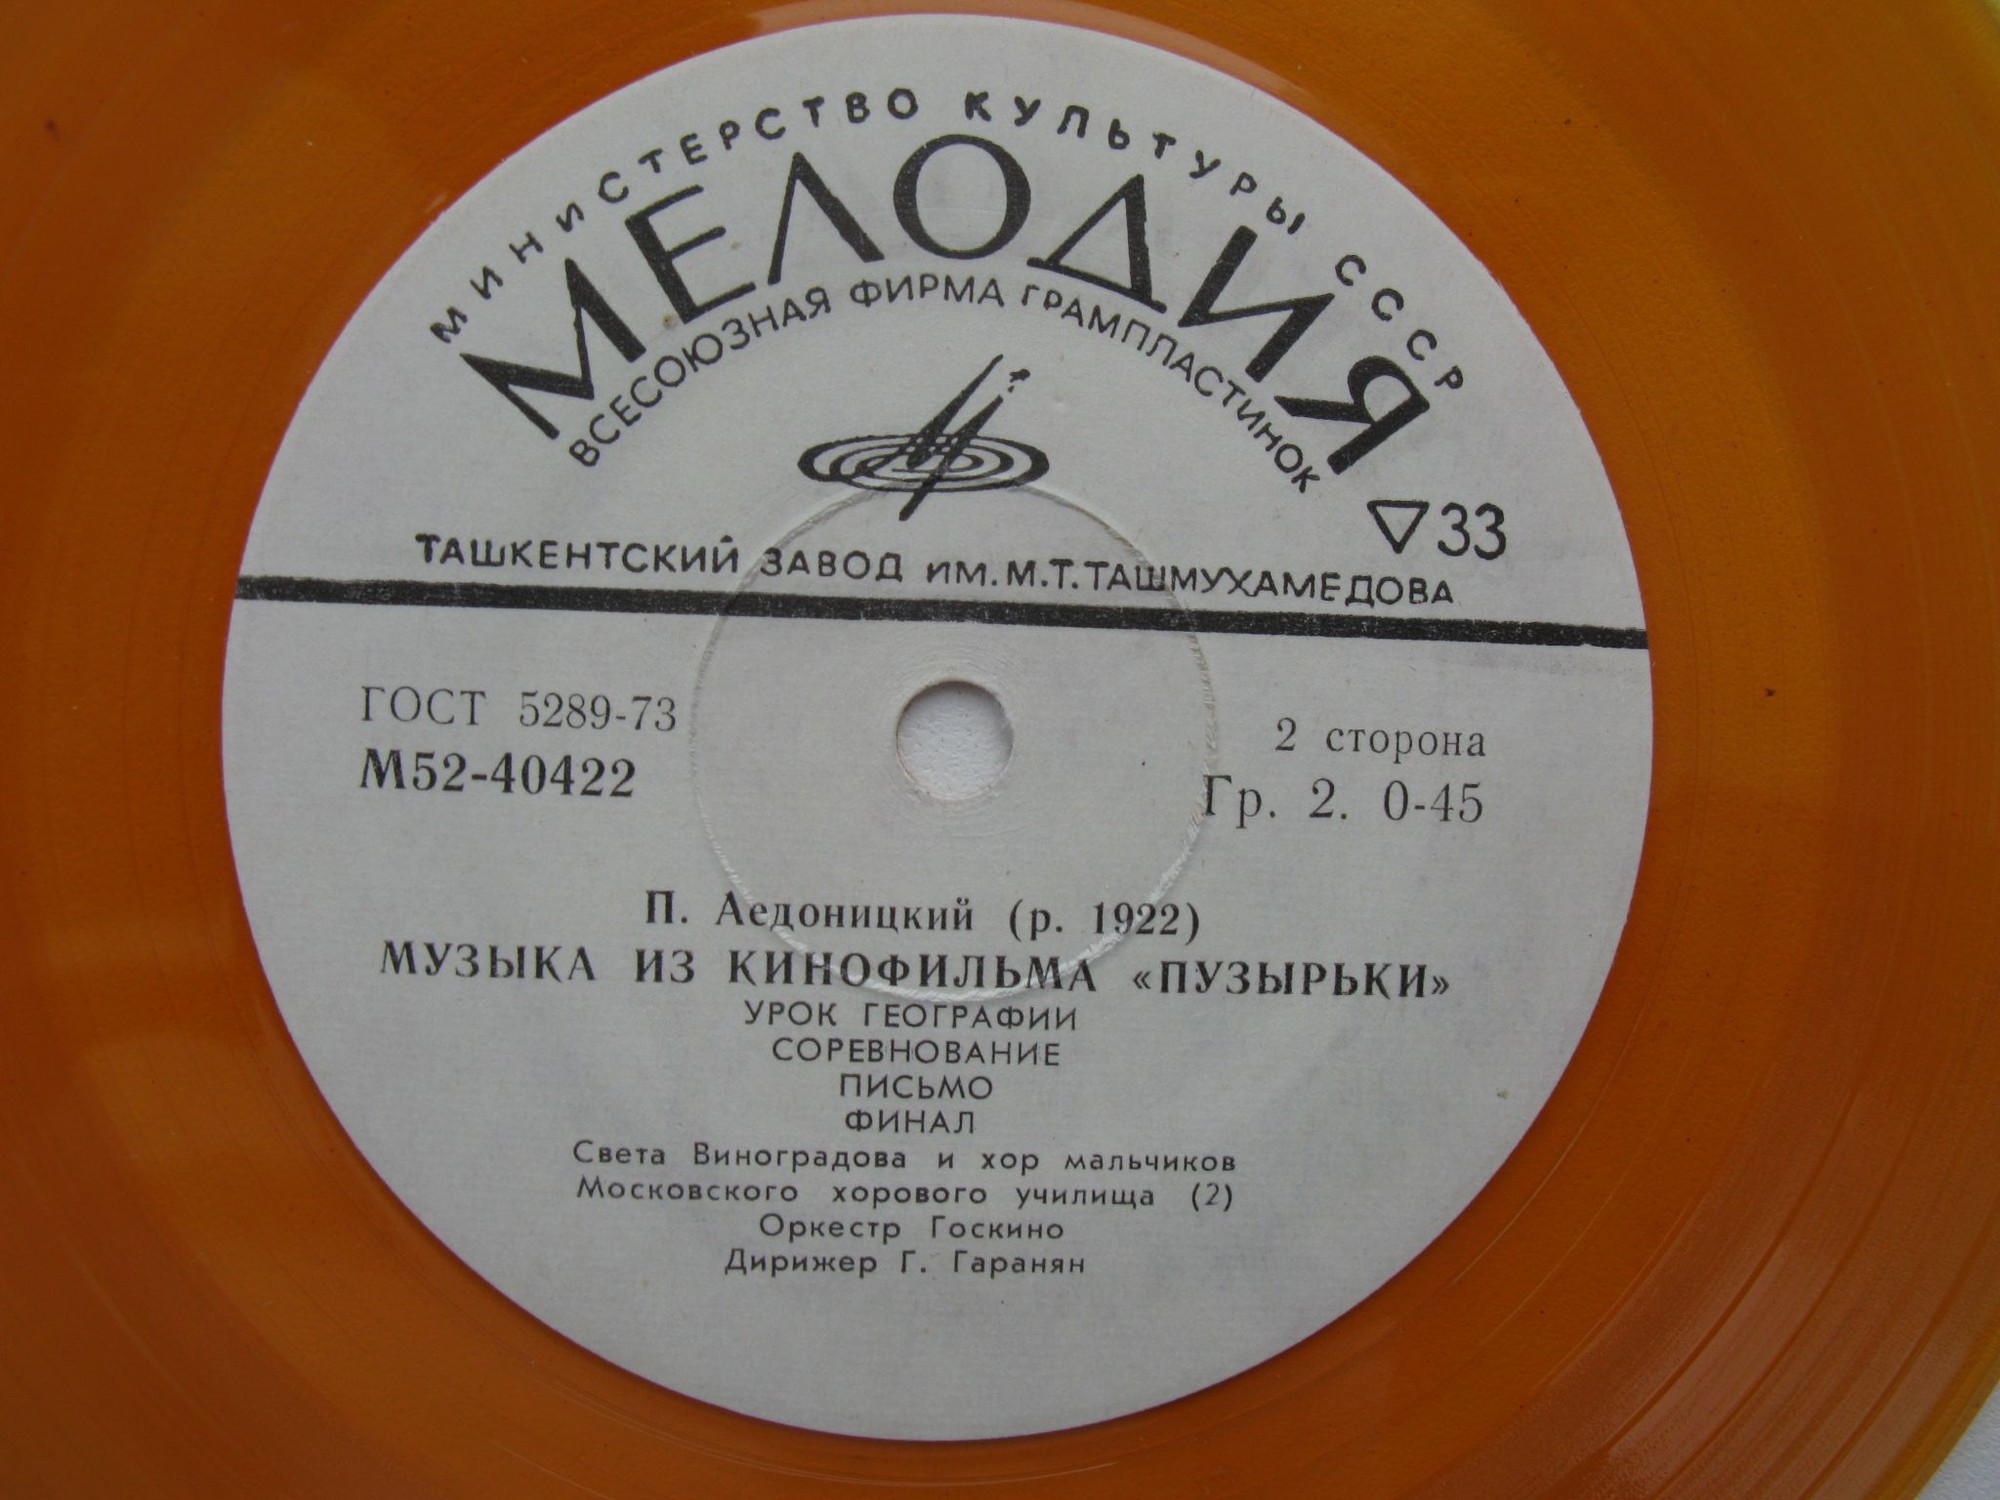 МИНИСТЕРСТВО КУЛЬТУРЫ СССР
МЕЛОДИЯ
ВСЕСОЮЗНАЯ ФИРМА ГРАМПЛАСТИНОК
▽33
ТАШКЕНТСКИЙ ЗАВОД ИМ. М.Т. ТАШМУХАМЕДОВА
ГОСТ 5289-73
2 сторона
М52-40422
Гр. 2. 0-45
П. Аедоницкий (р. 1922)
МУЗЫКА ИЗ КИНОФИЛЬМА «ПУЗЫРЬКИ»
УРОК ГЕОГРАФИИ
СОРЕВНОВАНИЕ
ПИСЬМО
ФИНАЛ
Света Виноградова и хор мальчиков
Московского хорового училища (2)
Оркестр Госкино
Дирижер Г. Гаранян